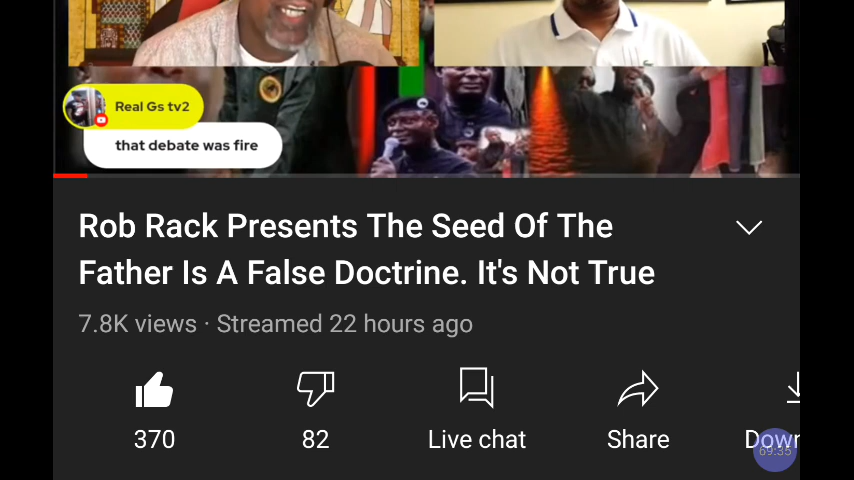 Real Gs tv2
that debate was fire
Rob Rack Presents The Seed Of The
Father Is A False Doctrine. It's Not True
7.8K views · Streamed 22 hours ago
370
82
Live chat
Share
Down
69:35